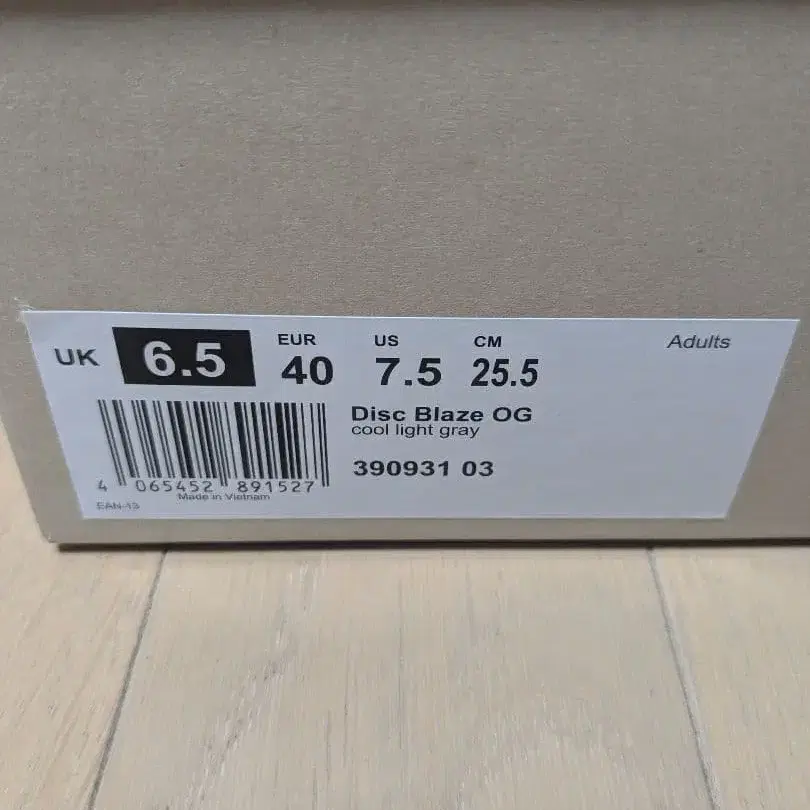 UK 6.5 EUR 40 US 7.5 CM 25.5 Adults
Disc Blaze OG
cool light gray
390931 03
4 065452 891527
Made in Vietnam
EAN-13